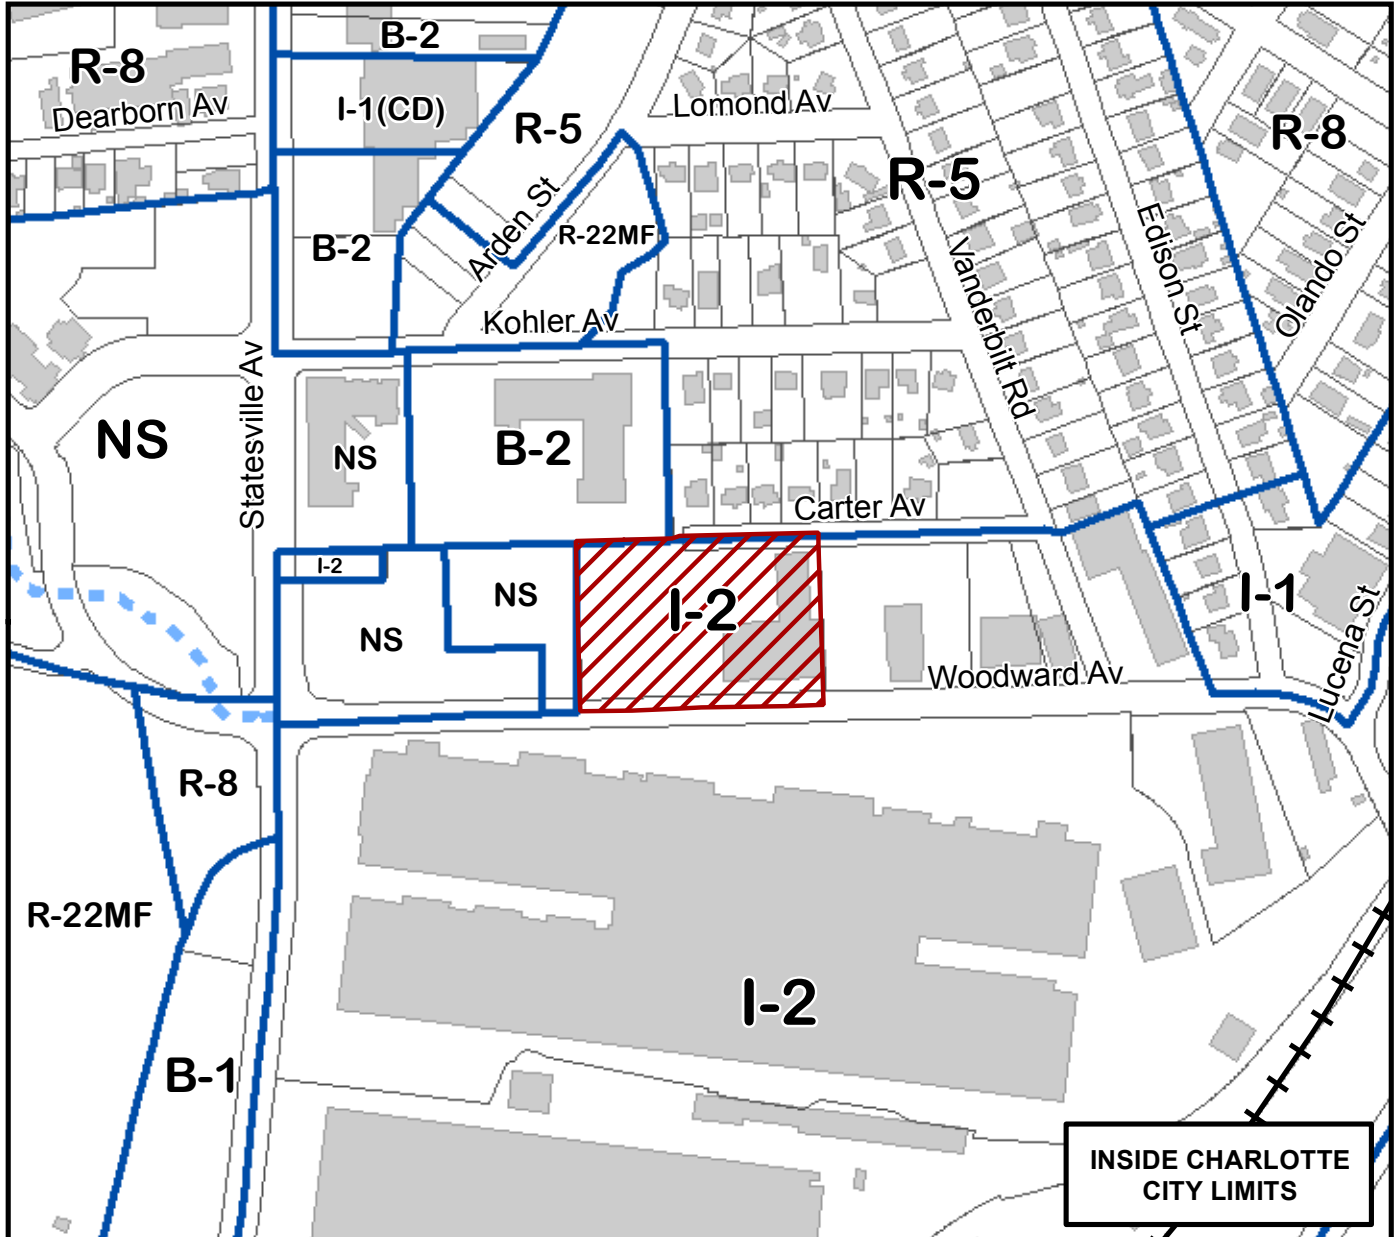 B-2
R-8
I-1(CD)
Dearborn Av
Lomond Av
R-5
R-8
R-5
Arden St
R-22MF
B-2
Edison St
Olando St
Vanderbilt Rd
Kohler Av
Statesville Av
NS
NS
B-2
Carter Av
I-2
NS
I-2
I-1
NS
Lucena St
Woodward Av
R-8
R-22MF
I-2
B-1
INSIDE CHARLOTTE
CITY LIMITS